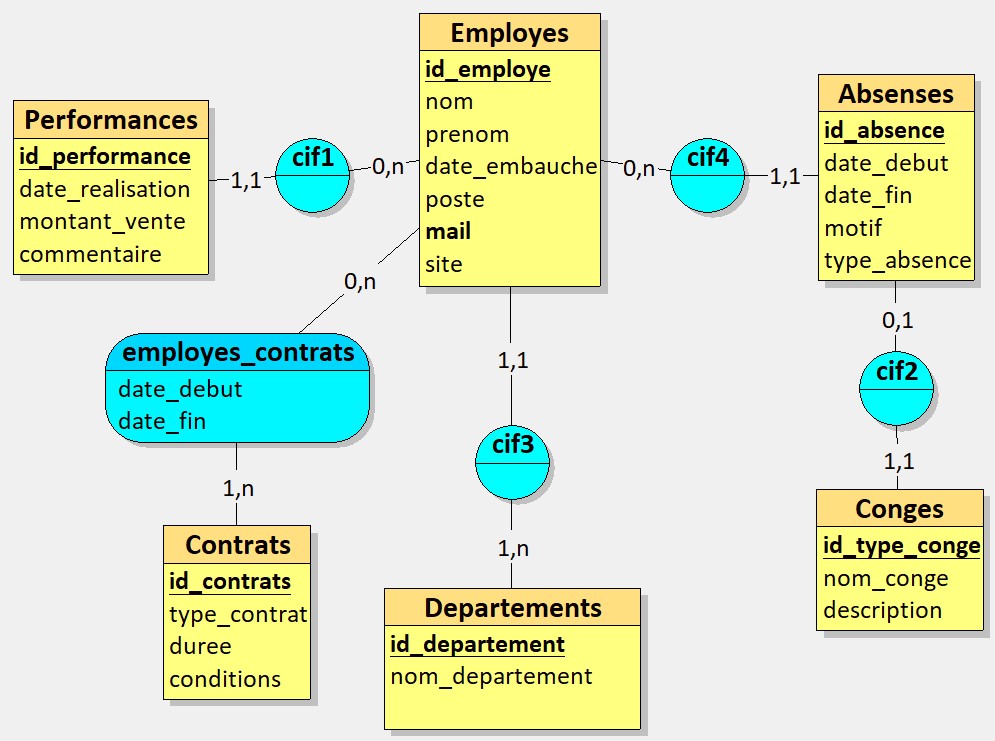 Employes
id_employe
nom
prenom
date_embauche
poste
mail
site
Performances
id_performance
date_realisation
montant_vente
commentaire
1,1
cif1
0,n
0,n
cif4
1,1
Absenses
id_absence
date_debut
date_fin
motif
type_absence
0,n
employes_contrats
date_debut
date_fin
1,n
Contrats
id_contrats
type_contrat
duree
conditions
1,1
cif3
1,n
Departements
id_departement
nom_departement
0,1
cif2
1,1
Conges
id_type_conge
nom_conge
description